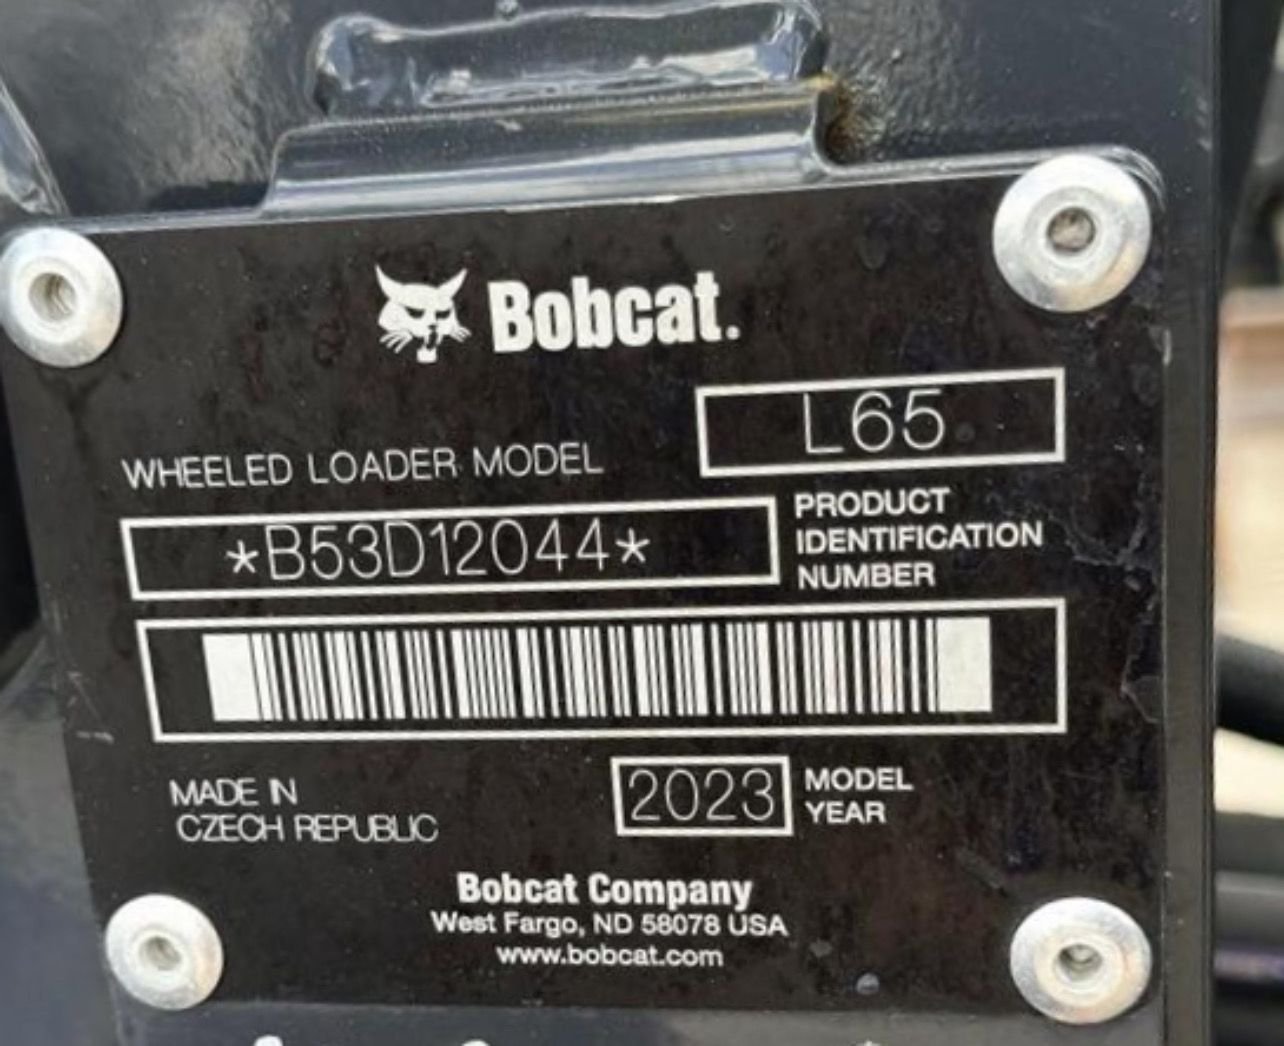 Bobcat.
L65
WHEELED LOADER MODEL
*B53D12044*
PRODUCT
IDENTIFICATION
NUMBER
MADE IN
CZECH REPUBLIC
2023
MODEL
YEAR
Bobcat Company
West Fargo, ND 58078 USA
www.bobcat.com